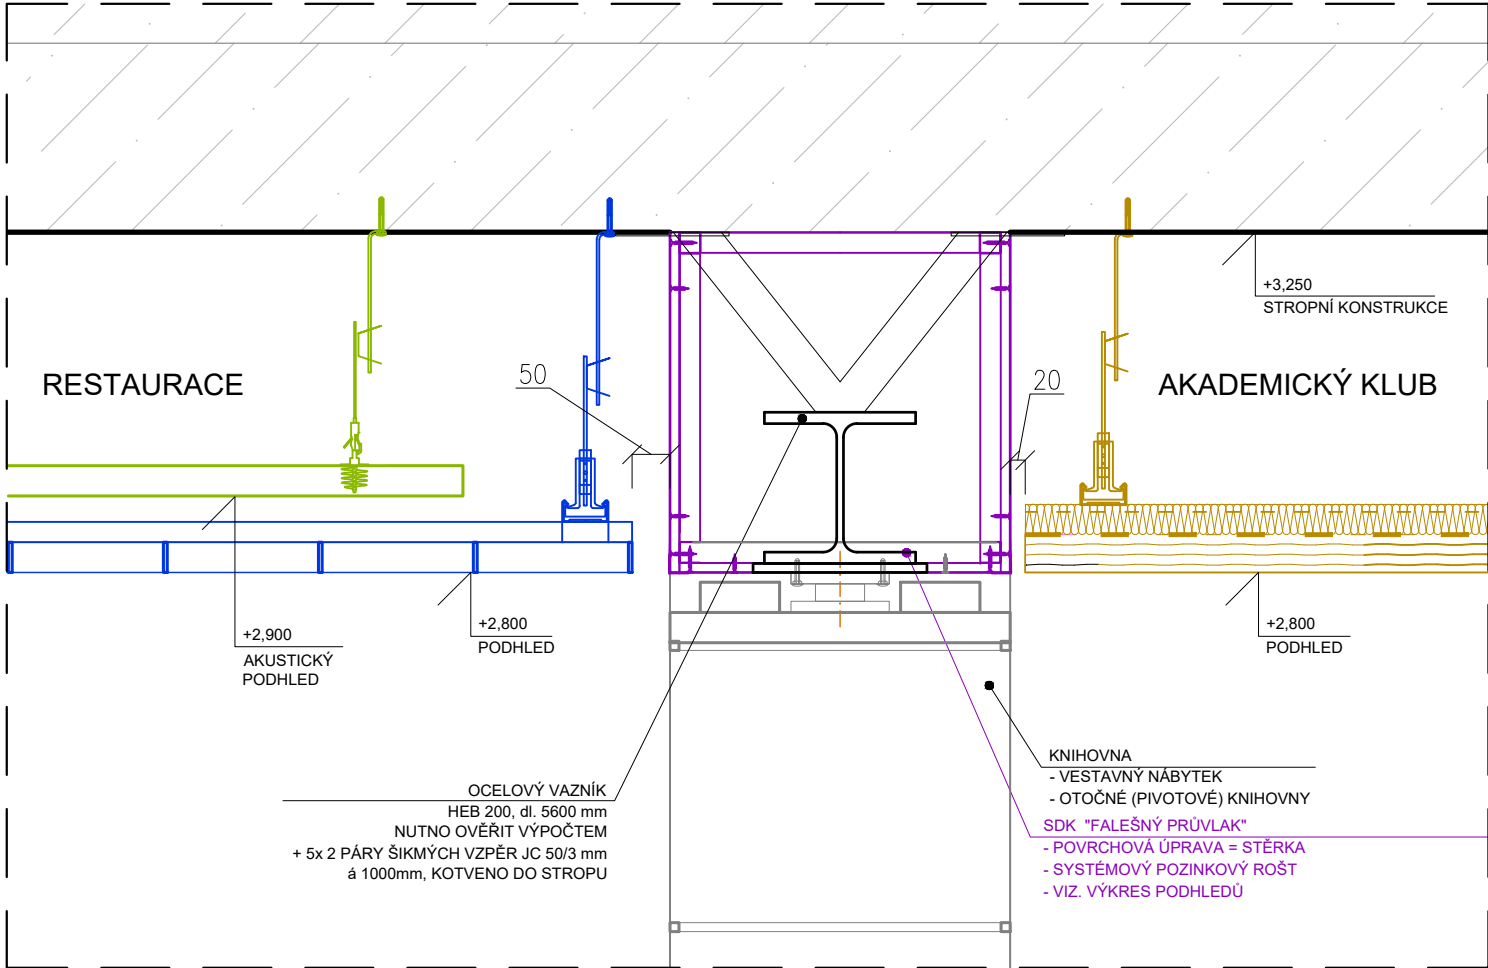 +3,250
STROPNÍ KONSTRUKCE
RESTAURACE
50
20
AKADEMICKÝ KLUB
+2,900
AKUSTICKÝ
PODHLED
+2,800
PODHLED
+2,800
PODHLED
OCELOVÝ VAZNÍK
HEB 200, dl. 5600 mm
NUTNO OVĚŘIT VÝPOČTEM
+ 5x 2 PÁRY ŠIKMÝCH VZPĚR JC 50/3 mm
á 1000mm, KOTVENO DO STROPU
KNIHOVNA
- VESTAVNÝ NÁBYTEK
- OTOČNÉ (PIVOTOVÉ) KNIHOVNY
SDK "FALEŠNÝ PRŮVLAK"
- POVRCHOVÁ ÚPRAVA = STĚRKA
- SYSTÉMOVÝ POZINKOVÝ ROŠT
- VIZ. VÝKRES PODHLEDŮ